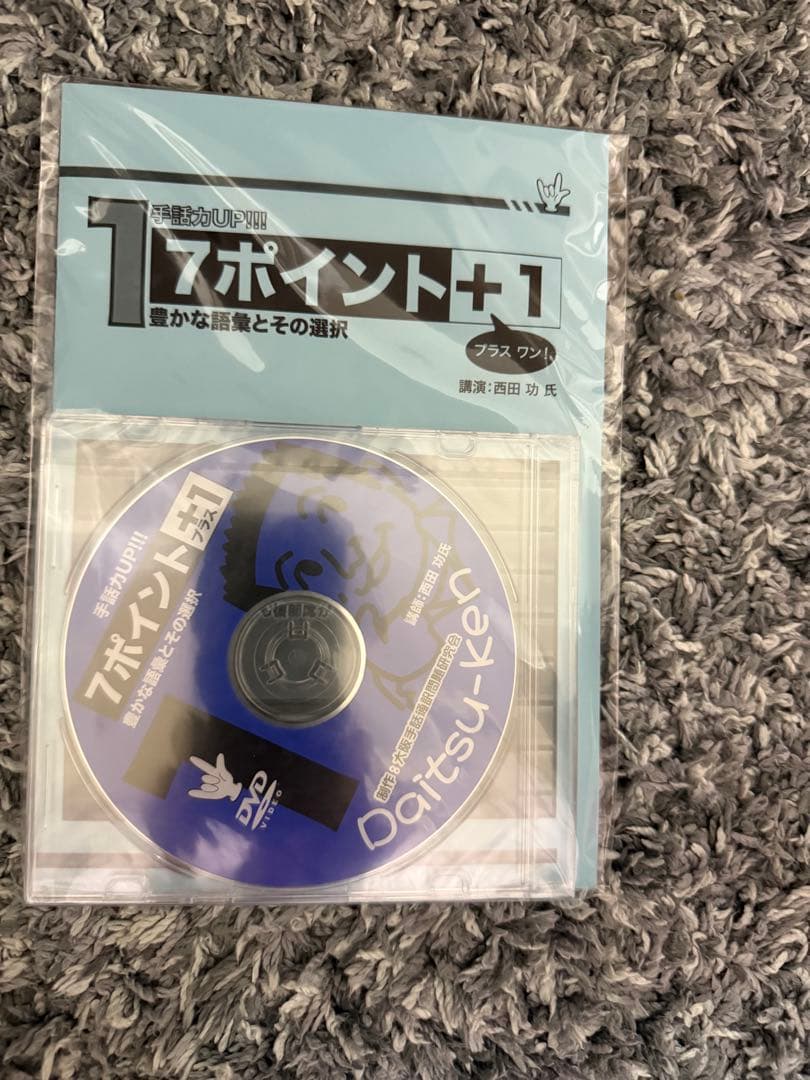 1
手話力UP!!!
7ポイント+1
豊かな語彙とその選択
プラス ワン!
講演:西田 功 氏
手話力UP!!!
7ポイント+1
プラス
豊かな語彙とその選択
講師:西田 功氏
制作&大阪手話通訳問題研究会
Daitsu-ken
DVD
VIDEO